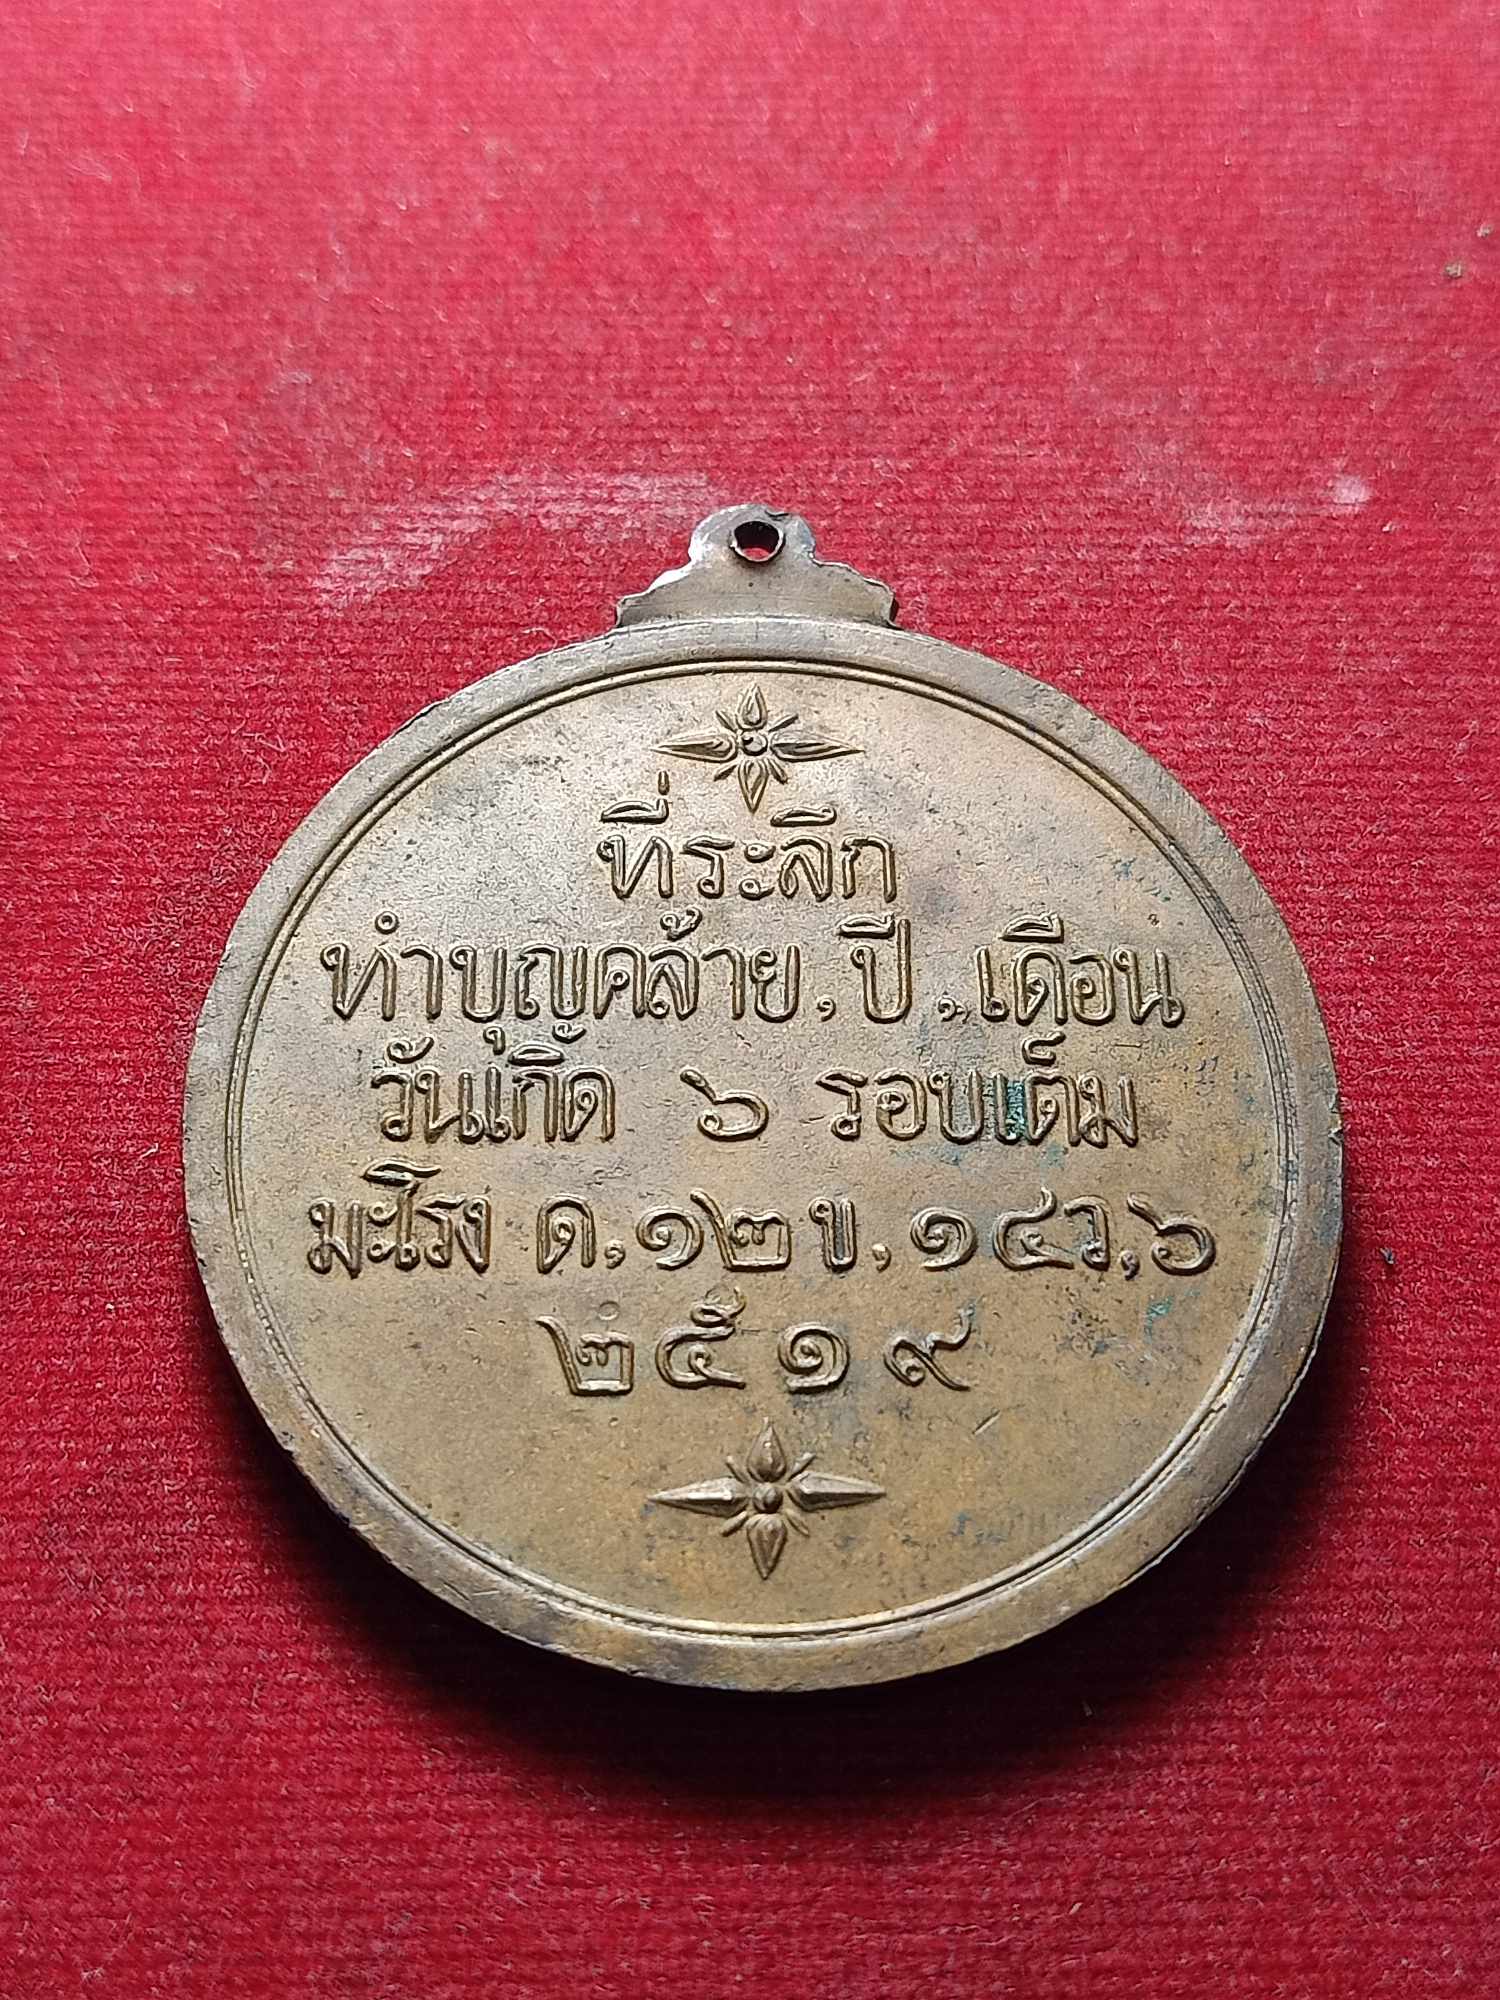 ที่ระลึก
ทำบุญคล้าย,ปี,เดือน
วันเกิด ๖ รอบเต็ม
มะโรง ด,๑๒ ข,๑๔ว,๖
๒๕๑๙